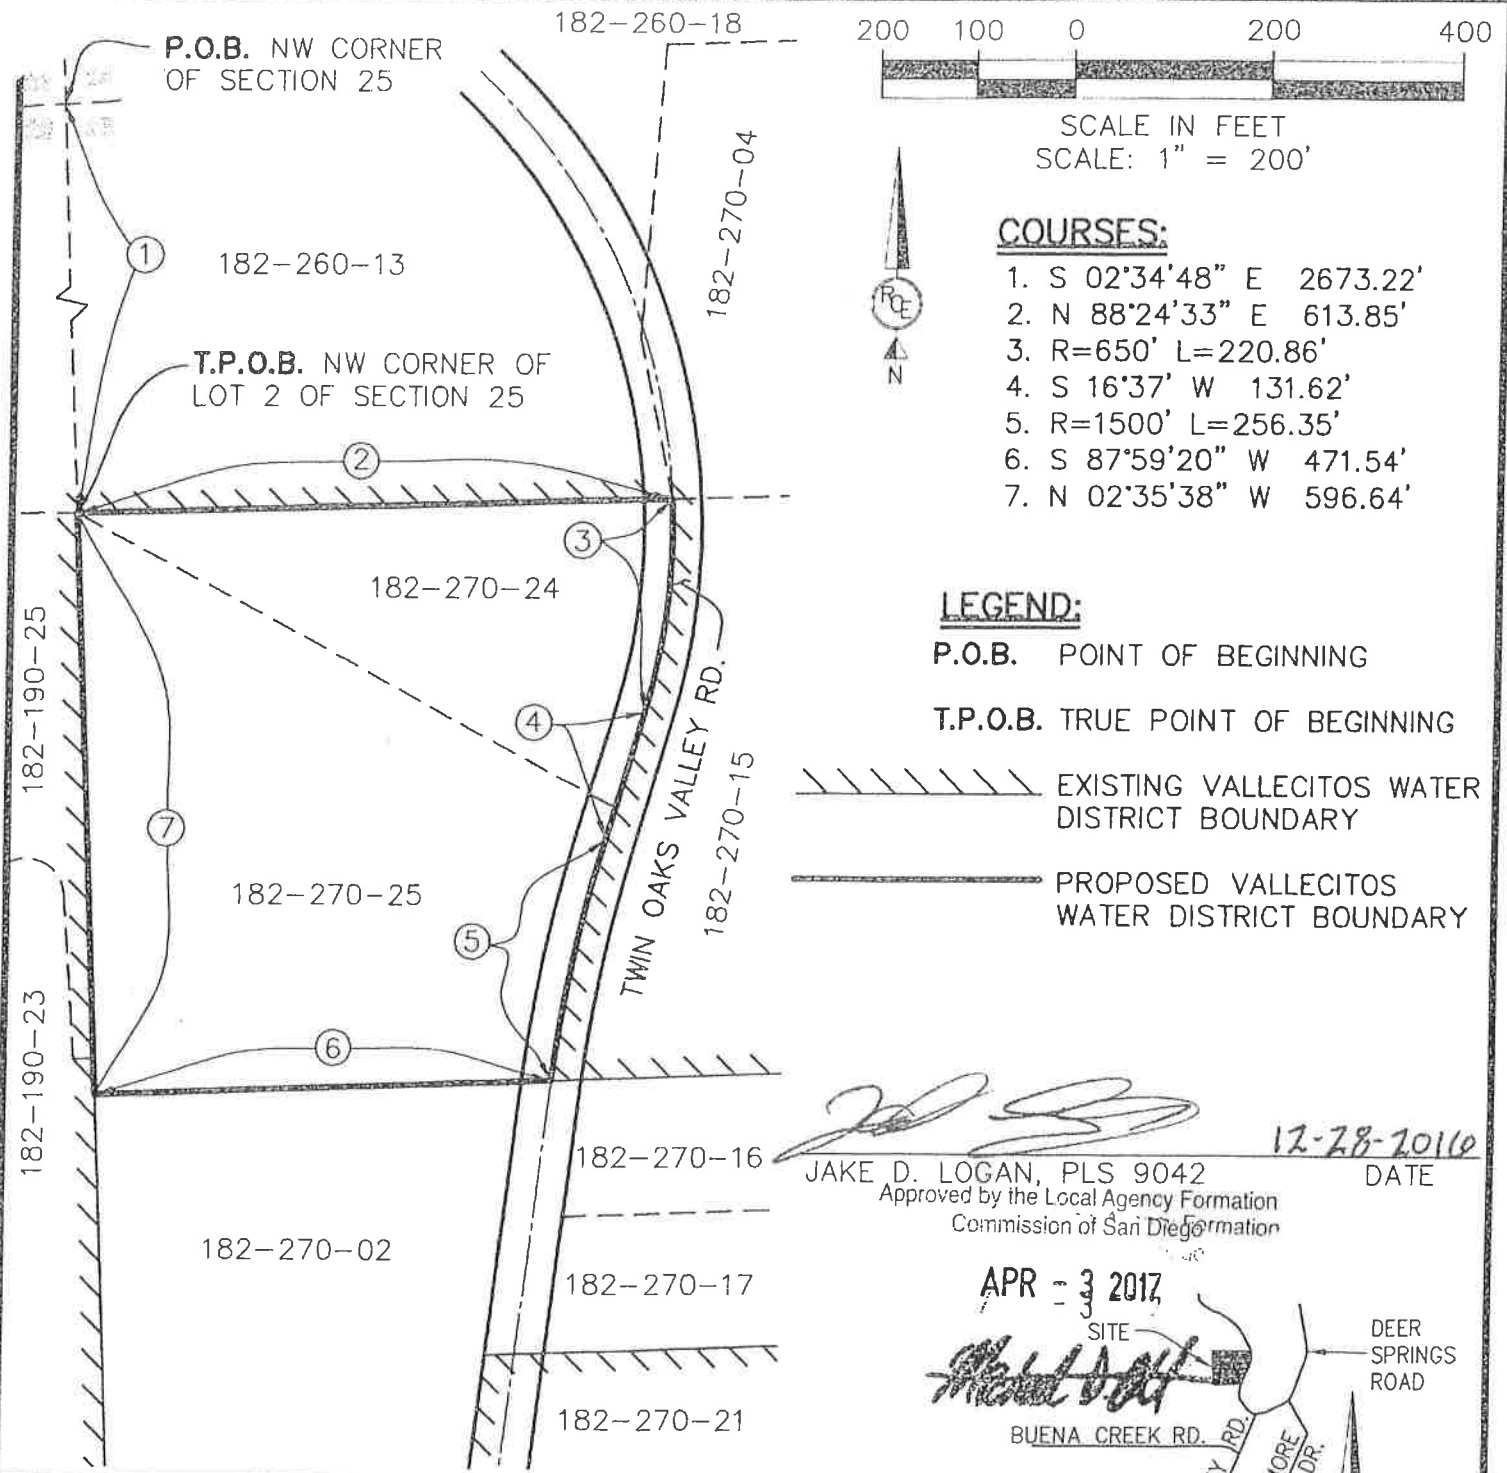 182-260-18
P.O.B. NW CORNER
OF SECTION 25
200 100 0 200 400
SCALE IN FEET
SCALE: 1" = 200'
182-270-04
1
182-260-13
COURSES:
1. S 02°34'48" E 2673.22'
2. N 88°24'33" E 613.85'
3. R=650' L=220.86'
4. S 16°37' W 131.62'
5. R=1500' L=256.35'
6. S 87°59'20" W 471.54'
7. N 02°35'38" W 596.64'
RCE
N
T.P.O.B. NW CORNER OF
LOT 2 OF SECTION 25
2
3
182-270-24
182-190-25
4
LEGEND:
P.O.B. POINT OF BEGINNING
T.P.O.B. TRUE POINT OF BEGINNING
EXISTING VALLECITOS WATER
DISTRICT BOUNDARY
PROPOSED VALLECITOS
WATER DISTRICT BOUNDARY
TWIN OAKS VALLEY RD.
182-270-15
7
182-270-25
5
182-190-23
6
12-28-2016
JAKE D. LOGAN, PLS 9042 DATE
Approved by the Local Agency Formation
Commission of San Diego
APR - 3 2017
182-270-16
182-270-02
182-270-17
182-270-21
SITE
DEER
SPRINGS
ROAD
BUENA CREEK RD.
RD.
DR.